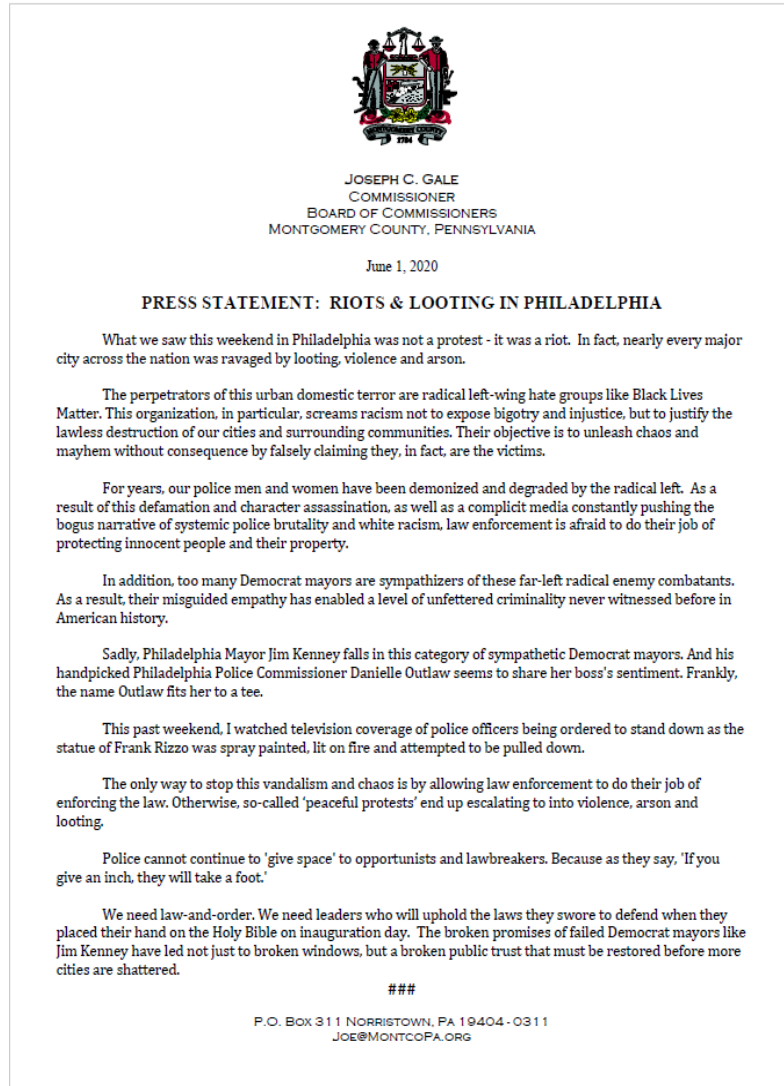 MONTGOMERY COUNTY
1784
JOSEPH C. GALE
COMMISSIONER
BOARD OF COMMISSIONERS
MONTGOMERY COUNTY, PENNSYLVANIA
June 1, 2020
PRESS STATEMENT: RIOTS & LOOTING IN PHILADELPHIA
What we saw this weekend in Philadelphia was not a protest - it was a riot. In fact, nearly every major
city across the nation was ravaged by looting, violence and arson.
The perpetrators of this urban domestic terror are radical left-wing hate groups like Black Lives
Matter. This organization, in particular, screams racism not to expose bigotry and injustice, but to justify the
lawless destruction of our cities and surrounding communities. Their objective is to unleash chaos and
mayhem without consequence by falsely claiming they, in fact, are the victims.
For years, our police men and women have been demonized and degraded by the radical left. As a
result of this defamation and character assassination, as well as a complicit media constantly pushing the
bogus narrative of systemic police brutality and white racism, law enforcement is afraid to do their job of
protecting innocent people and their property.
In addition, too many Democrat mayors are sympathizers of these far-left radical enemy combatants.
As a result, their misguided empathy has enabled a level of unfettered criminality never witnessed before in
American history.
Sadly, Philadelphia Mayor Jim Kenney falls in this category of sympathetic Democrat mayors. And his
handpicked Philadelphia Police Commissioner Danielle Outlaw seems to share her boss's sentiment. Frankly,
the name Outlaw fits her to a tee.
This past weekend, I watched television coverage of police officers being ordered to stand down as the
statue of Frank Rizzo was spray painted, lit on fire and attempted to be pulled down.
The only way to stop this vandalism and chaos is by allowing law enforcement to do their job of
enforcing the law. Otherwise, so-called ‘peaceful protests’ end up escalating to into violence, arson and
looting.
Police cannot continue to 'give space' to opportunists and lawbreakers. Because as they say, 'If you
give an inch, they will take a foot.'
We need law-and-order. We need leaders who will uphold the laws they swore to defend when they
placed their hand on the Holy Bible on inauguration day. The broken promises of failed Democrat mayors like
Jim Kenney have led not just to broken windows, but a broken public trust that must be restored before more
cities are shattered.
###
P.O. BOX 311 NORRISTOWN, PA 19404-0311
JOE@MONTCOPA.ORG